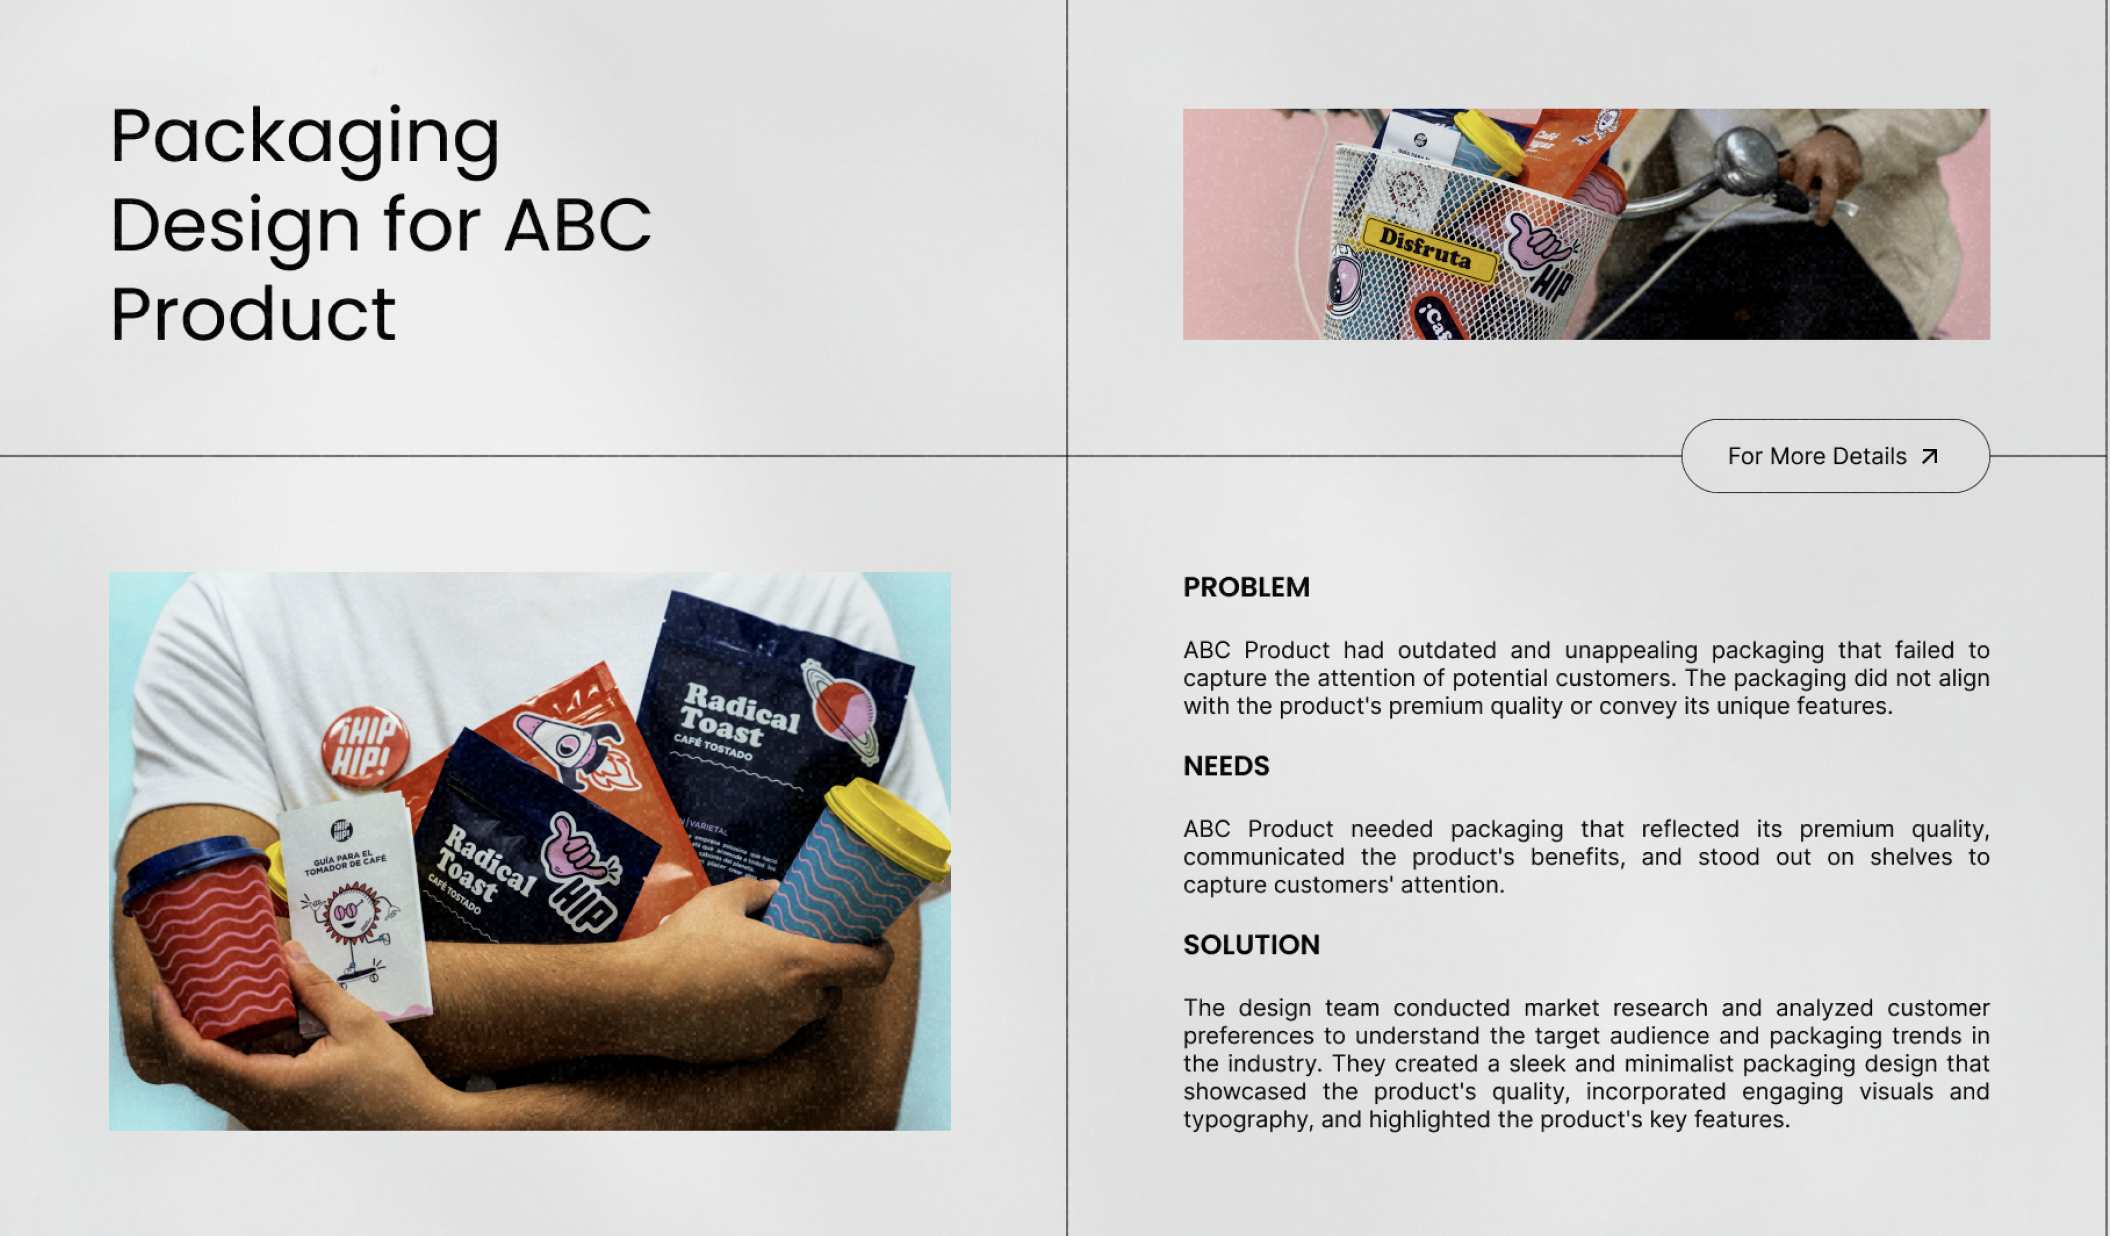 Packaging
Design for ABC
Product
Disfruta
HIP
¡Caf
For More Details
¡HIP
HIP!
Radical
Toast
CAFÉ TOSTADO
VARIETAL
¡HIP
HIP!
GUÍA PARA EL
TOMADOR DE CAFÉ
Radical
Toast
CAFÉ TOSTADO
HIP
PROBLEM
ABC Product had outdated and unappealing packaging that failed to
capture the attention of potential customers. The packaging did not align
with the product's premium quality or convey its unique features.
NEEDS
ABC Product needed packaging that reflected its premium quality,
communicated the product's benefits, and stood out on shelves to
capture customers' attention.
SOLUTION
The design team conducted market research and analyzed customer
preferences to understand the target audience and packaging trends in
the industry. They created a sleek and minimalist packaging design that
showcased the product's quality, incorporated engaging visuals and
typography, and highlighted the product's key features.